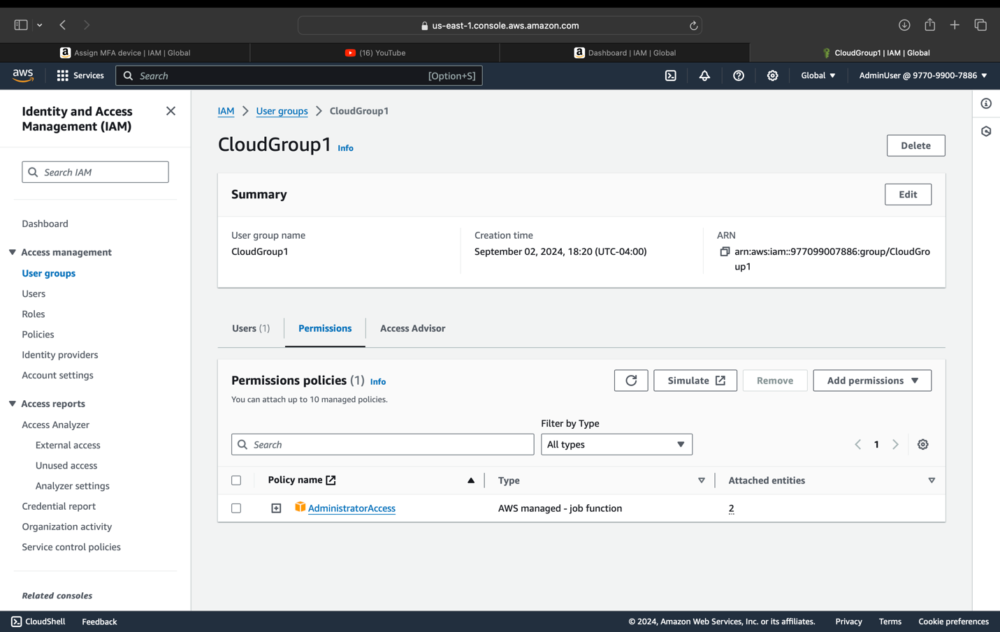 us-east-1.console.aws.amazon.com
Assign MFA device | IAM | Global
(16) YouTube
Dashboard | IAM | Global
CloudGroup1 | IAM | Global
aws
Services
Search
[Option+S]
Global
AdminUser @ 9770-9900-7886
Identity and Access
Management (IAM)
Search IAM
Dashboard
Access management
User groups
Users
Roles
Policies
Identity providers
Account settings
Access reports
Access Analyzer
External access
Unused access
Analyzer settings
Credential report
Organization activity
Service control policies
Related consoles
IAM > User groups > CloudGroup1
CloudGroup1 Info
Delete
Summary
Edit
User group name
CloudGroup1
Creation time
September 02, 2024, 18:20 (UTC-04:00)
ARN
arn:aws:iam::977099007886:group/CloudGro
up1
Users (1)
Permissions
Access Advisor
Permissions policies (1) Info
You can attach up to 10 managed policies.
Simulate
Remove
Add permissions
Filter by Type
Search
All types
1
Policy name
Type
Attached entities
AdministratorAccess
AWS managed - job function
2
CloudShell
Feedback
© 2024, Amazon Web Services, Inc. or its affiliates.
Privacy
Terms
Cookie preferences